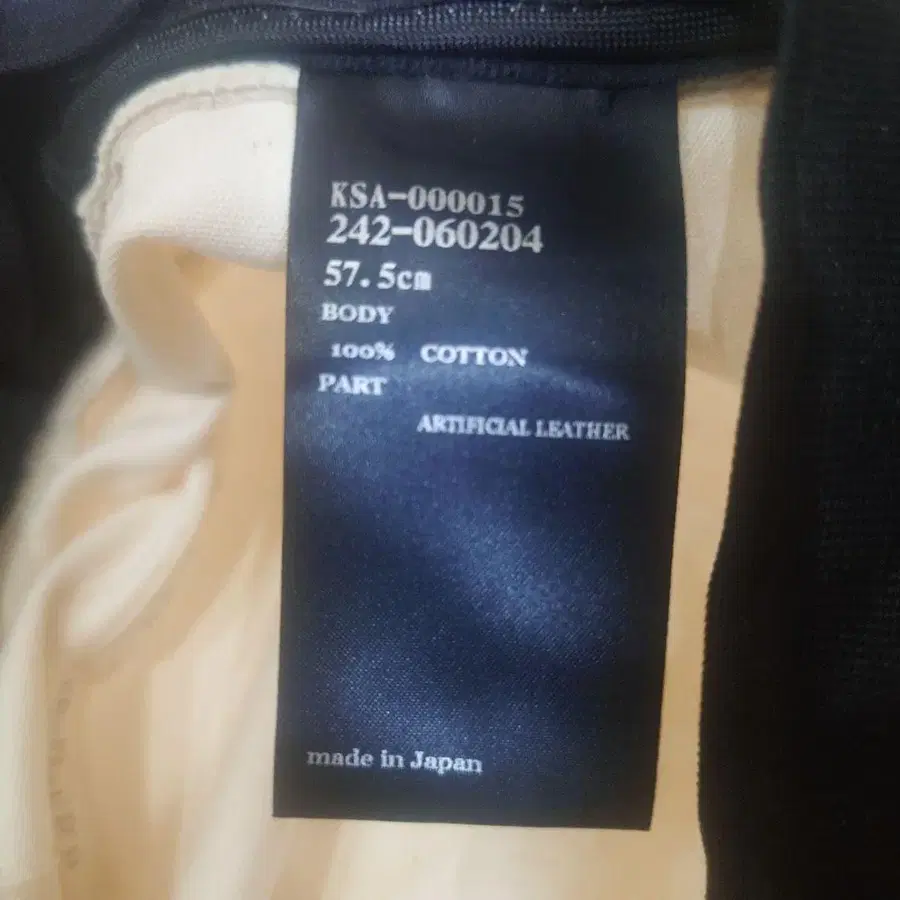 KSA-000015
242-060204
57.5cm
BODY
100% COTTON
PART
ARTIFICIAL LEATHER
made in Japan